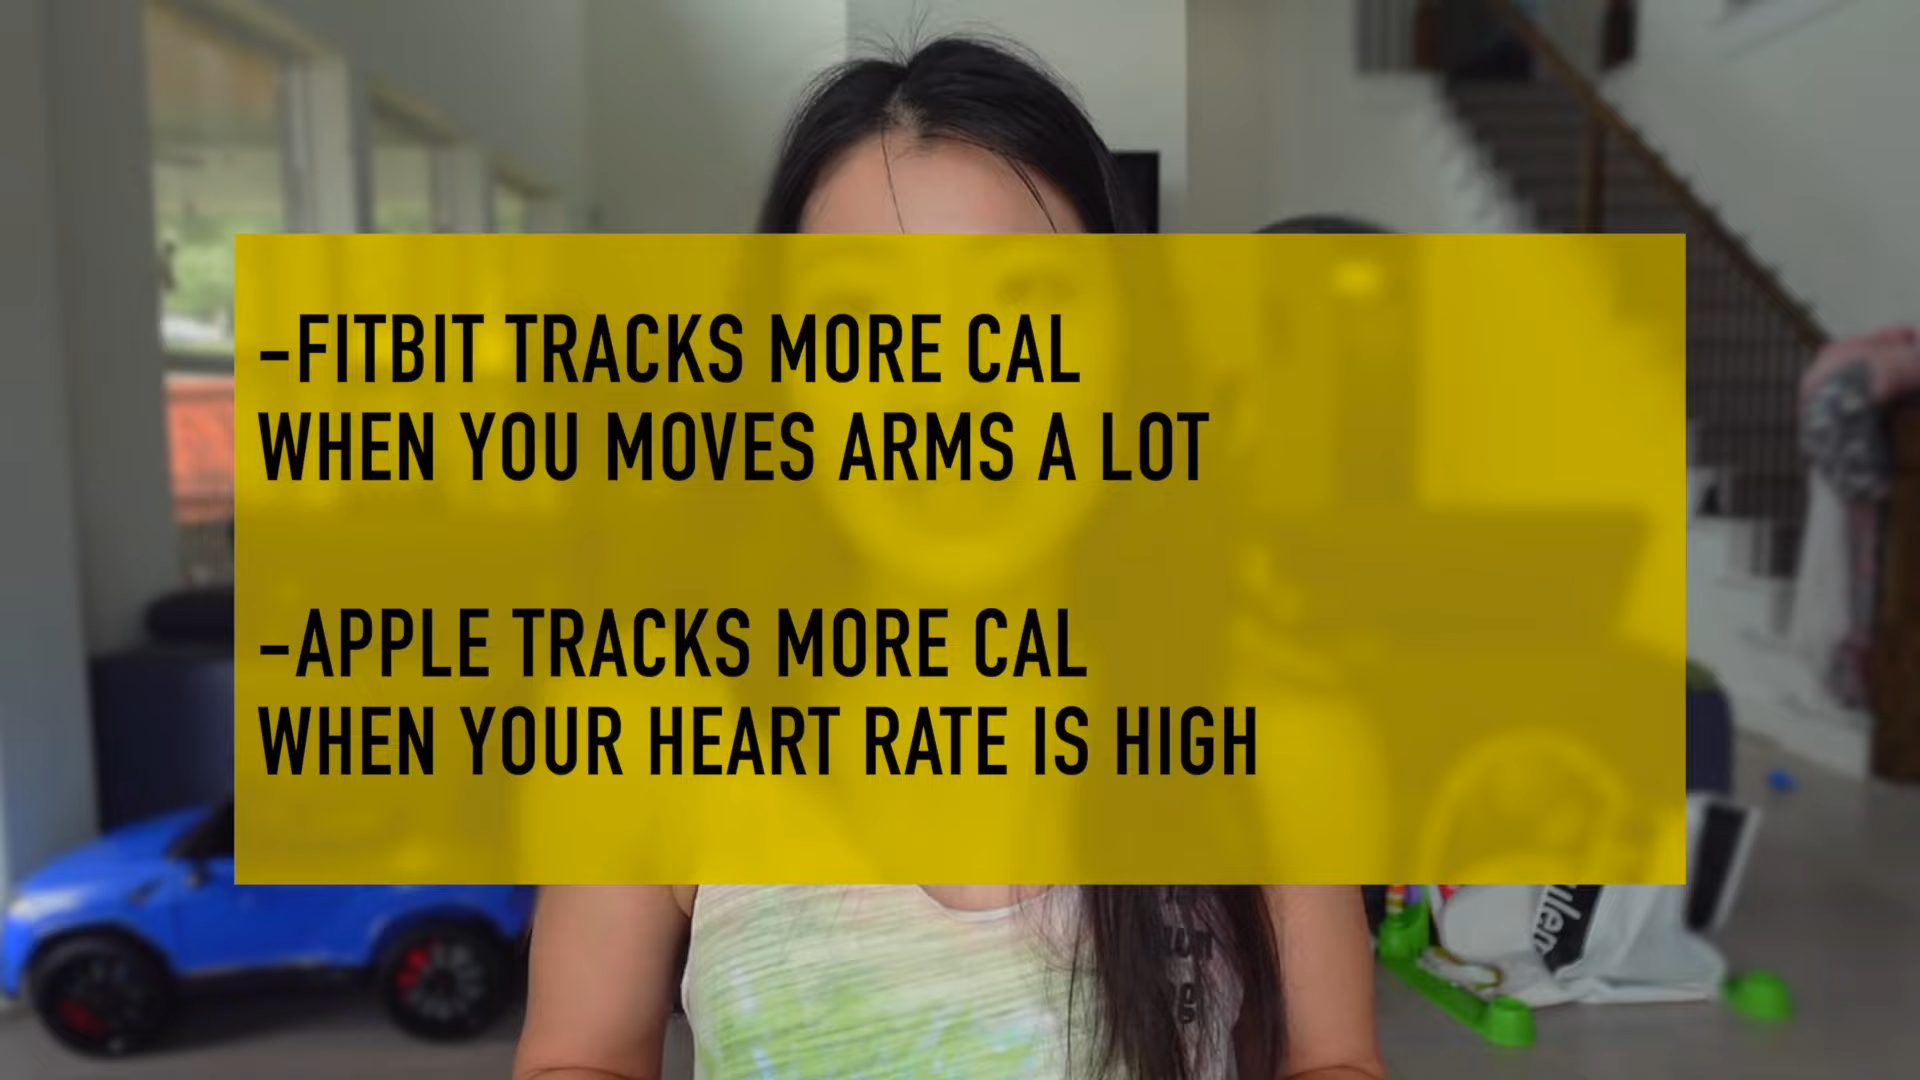 -FITBIT TRACKS MORE CAL
WHEN YOU MOVES ARMS A LOT
-APPLE TRACKS MORE CAL
WHEN YOUR HEART RATE IS HIGH